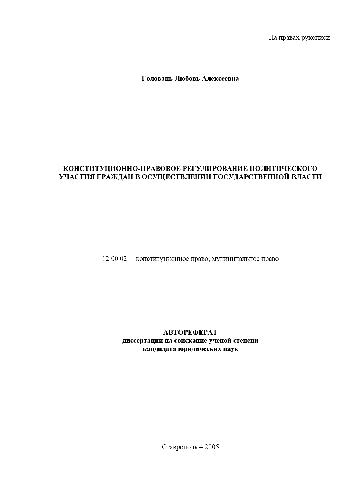 На правах рукописи
Головань Любовь Алексеевна
КОНСТИТУЦИОННО-ПРАВОВОЕ РЕГУЛИРОВАНИЕ ПОЛИТИЧЕСКОГО
УЧАСТИЯ ГРАЖДАН В ОСУЩЕСТВЛЕНИИ ГОСУДАРСТВЕННОЙ ВЛАСТИ
12.00.02 – конституционное право; муниципальное право
АВТОРЕФЕРАТ
диссертации на соискание ученой степени
кандидата юридических наук
Ставрополь – 2005